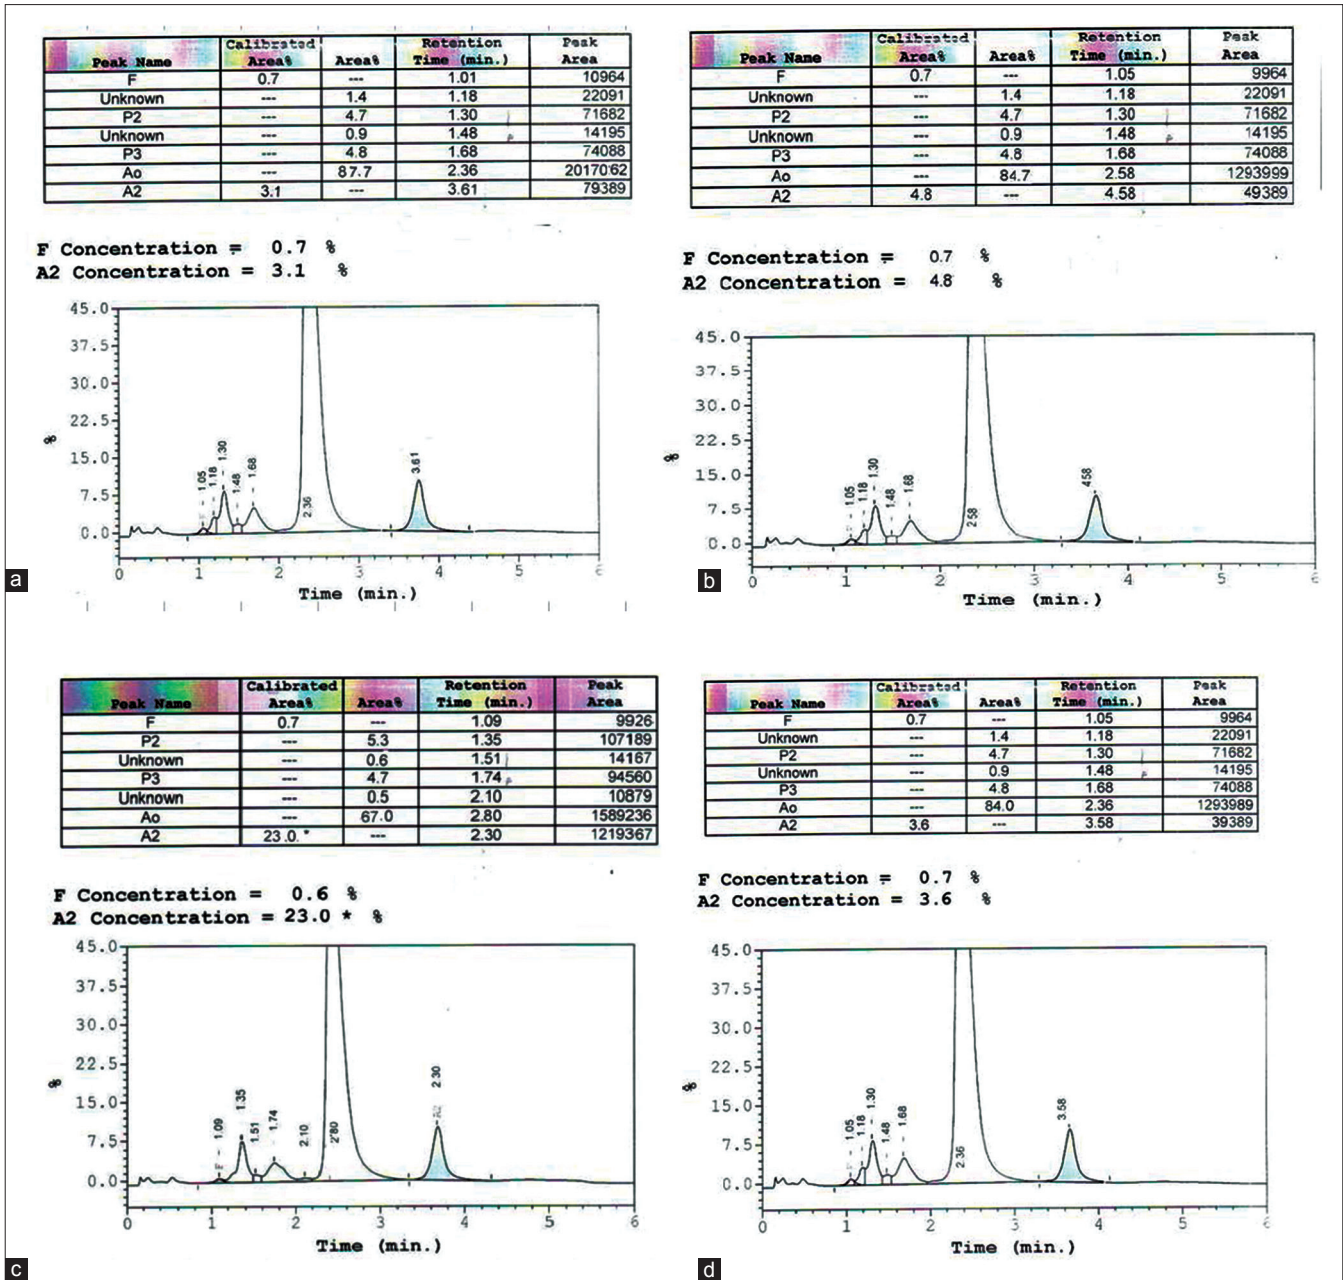 Peak Name Calibrated Area% Area% Retention Time (min.) Peak Area
F 0.7 --- 1.01 10964
Unknown --- 1.4 1.18 22091
P2 --- 4.7 1.30 71682
Unknown --- 0.9 1.48 14195
P3 --- 4.8 1.68 74088
Ao --- 87.7 2.36 2017062
A2 3.1 --- 3.61 79389
F Concentration = 0.7 %
A2 Concentration = 3.1 %
45.0
37.5
30.0
22.5
15.0
7.5
0.0
%
1.05
1.18
1.30
1.48
1.68
2.36
3.61
0 1 2 3 4 5 6
Time (min.)
a
Peak Name Calibrated Area% Area% Retention Time (min.) Peak Area
F 0.7 --- 1.05 9964
Unknown --- 1.4 1.18 22091
P2 --- 4.7 1.30 71682
Unknown --- 0.9 1.48 14195
P3 --- 4.8 1.68 74088
Ao --- 84.7 2.58 1293999
A2 4.8 --- 4.58 49389
F Concentration = 0.7 %
A2 Concentration = 4.8 %
45.0
37.5
30.0
22.5
15.0
7.5
0.0
%
1.05
1.18
1.30
1.48
1.68
2.58
4.58
0 1 2 3 4 5 6
Time (min.)
b
Peak Name Calibrated Area% Area% Retention Time (min.) Peak Area
F 0.7 --- 1.09 9926
P2 --- 5.3 1.35 107189
Unknown --- 0.6 1.51 14167
P3 --- 4.7 1.74 94560
Unknown --- 0.5 2.10 10879
Ao --- 67.0 2.80 1589236
A2 23.0. * --- 2.30 1219367
F Concentration = 0.6 %
A2 Concentration = 23.0 * %
45.0
37.5
30.0
22.5
15.0
7.5
0.0
%
1.09
1.35
1.51
1.74
2.10
2.80
A2 2.30
0 1 2 3 4 5 6
Time (min.)
c
Peak Name Calibrated Area% Area% Retention Time (min.) Peak Area
F 0.7 --- 1.05 9964
Unknown --- 1.4 1.18 22091
P2 --- 4.7 1.30 71682
Unknown --- 0.9 1.48 14195
P3 --- 4.8 1.68 74088
Ao --- 84.0 2.36 1293989
A2 3.6 --- 3.58 39389
F Concentration = 0.7 %
A2 Concentration = 3.6 %
45.0
37.5
30.0
22.5
15.0
7.5
0.0
%
1.05
1.18
1.30
1.48
1.68
2.36
3.58
0 1 2 3 4 5 6
Time (min.)
d